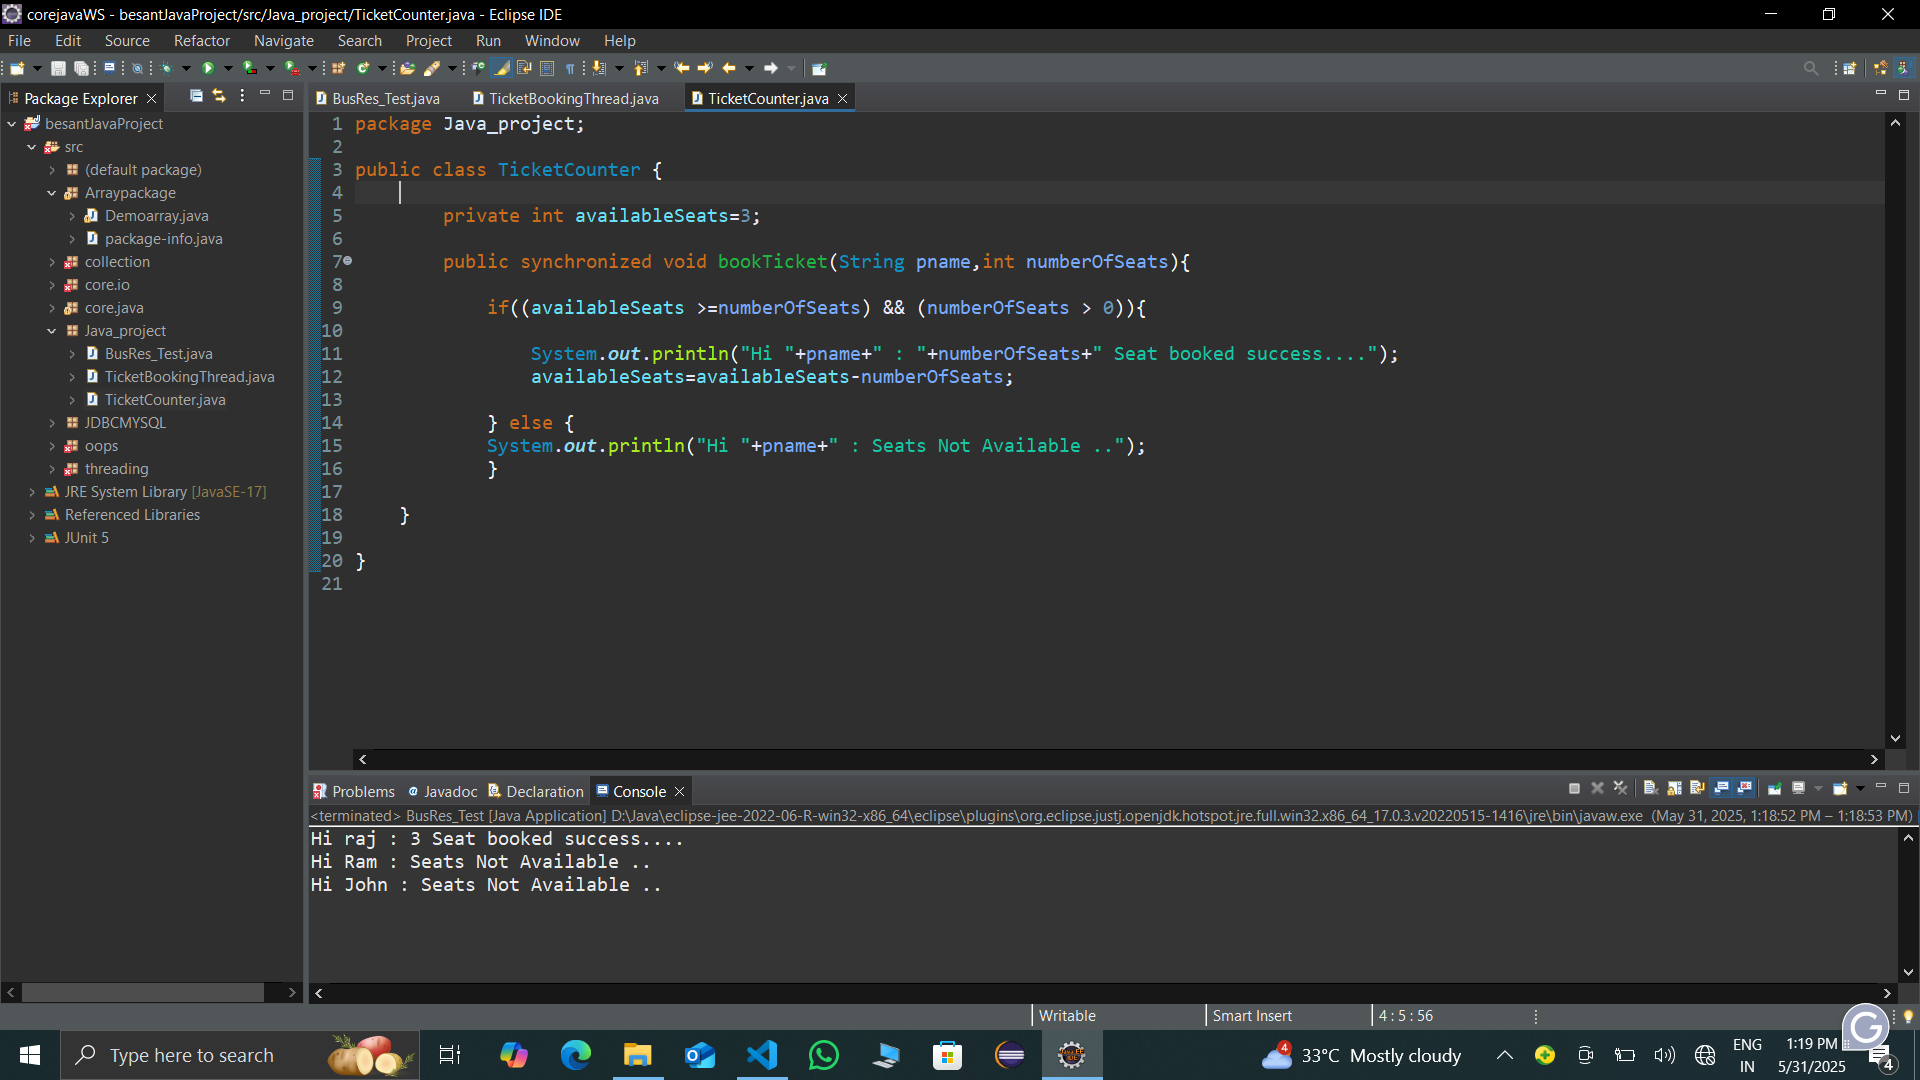 corejavaWS - besantJavaProject/src/Java_project/TicketCounter.java - Eclipse IDE
File Edit Source Refactor Navigate Search Project Run Window Help
Package Explorer
besantJavaProject
src
(default package)
Arraypackage
Demoarray.java
package-info.java
collection
core.io
core.java
Java_project
BusRes_Test.java
TicketBookingThread.java
TicketCounter.java
JDBCMYSQL
oops
threading
JRE System Library [JavaSE-17]
Referenced Libraries
JUnit 5
BusRes_Test.java TicketBookingThread.java TicketCounter.java
1 package Java_project;
2
3 public class TicketCounter {
4
5 private int availableSeats=3;
6
7 public synchronized void bookTicket(String pname,int numberOfSeats){
8
9 if((availableSeats >=numberOfSeats) && (numberOfSeats > 0)){
10
11 System.out.println("Hi "+pname+" : "+numberOfSeats+" Seat booked success....");
12 availableSeats=availableSeats-numberOfSeats;
13
14 } else {
15 System.out.println("Hi "+pname+" : Seats Not Available ..");
16 }
17
18 }
19
20 }
21
Problems Javadoc Declaration Console
<terminated> BusRes_Test [Java Application] D:\Java\eclipse-jee-2022-06-R-win32-x86_64\eclipse\plugins\org.eclipse.justj.openjdk.hotspot.jre.full.win32.x86_64_17.0.3.v20220515-1416\jre\bin\javaw.exe (May 31, 2025, 1:18:52 PM – 1:18:53 PM)
Hi raj : 3 Seat booked success....
Hi Ram : Seats Not Available ..
Hi John : Seats Not Available ..
Writable Smart Insert 4 : 5 : 56
Type here to search
4
33°C Mostly cloudy
ENG
IN
1:19 PM
5/31/2025
4